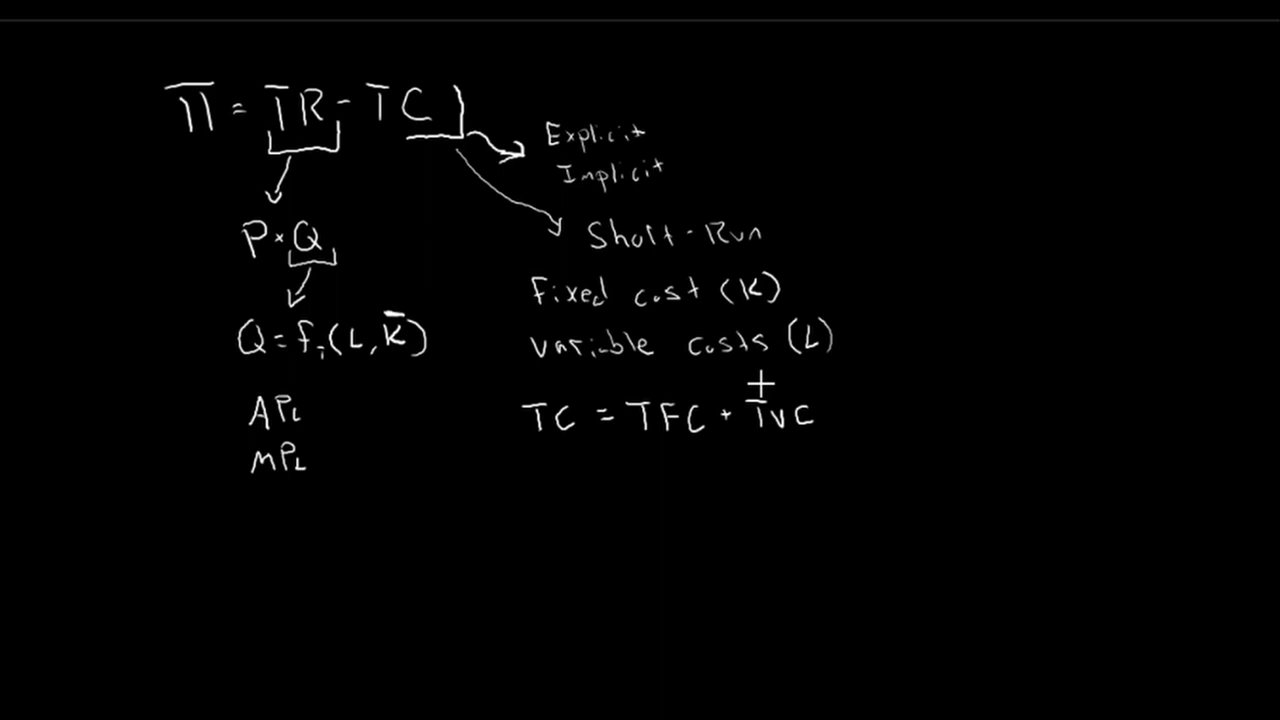 π = TR - TC
Explicit
Implicit
P × Q
Short-Run
Fixed cost (K)
Q = f(L, K̄)
Variable costs (L)
APL
TC = TFC + TVC
MPL